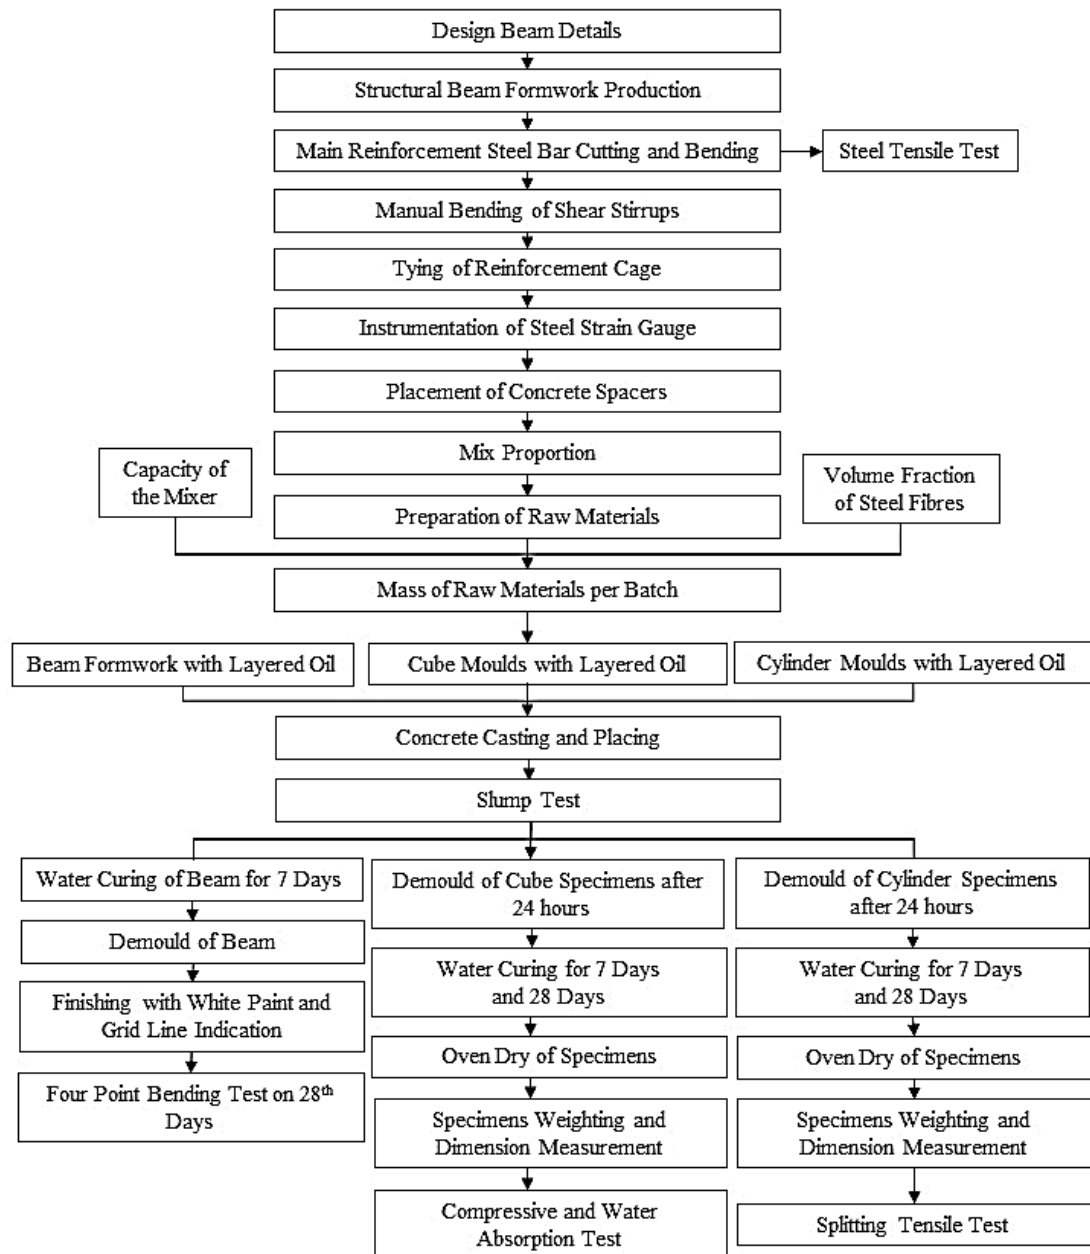 Design Beam Details
Structural Beam Formwork Production
Main Reinforcement Steel Bar Cutting and Bending
Steel Tensile Test
Manual Bending of Shear Stirrups
Tying of Reinforcement Cage
Instrumentation of Steel Strain Gauge
Placement of Concrete Spacers
Mix Proportion
Capacity of
the Mixer
Volume Fraction
of Steel Fibres
Preparation of Raw Materials
Mass of Raw Materials per Batch
Beam Formwork with Layered Oil
Cube Moulds with Layered Oil
Cylinder Moulds with Layered Oil
Concrete Casting and Placing
Slump Test
Water Curing of Beam for 7 Days
Demould of Beam
Finishing with White Paint and
Grid Line Indication
Four Point Bending Test on 28th
Days
Demould of Cube Specimens after
24 hours
Water Curing for 7 Days
and 28 Days
Oven Dry of Specimens
Specimens Weighting and
Dimension Measurement
Compressive and Water
Absorption Test
Demould of Cylinder Specimens
after 24 hours
Water Curing for 7 Days
and 28 Days
Oven Dry of Specimens
Specimens Weighting and
Dimension Measurement
Splitting Tensile Test